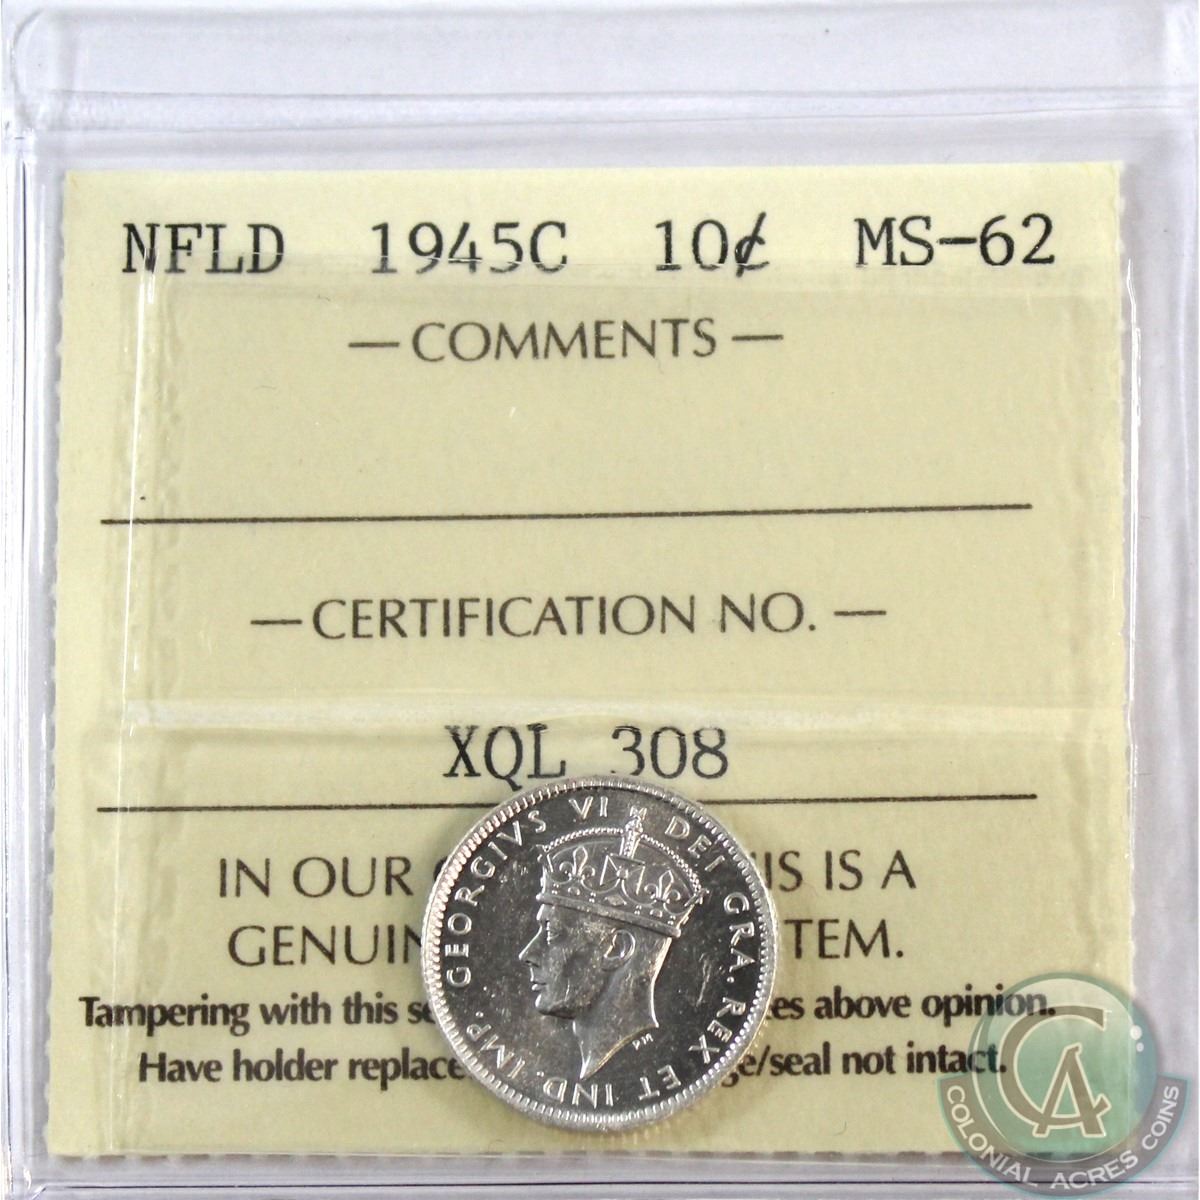 NFLD 1945C 10¢ MS-62
— COMMENTS —
— CERTIFICATION NO. —
XQL 308
IN OUR IS IS A
GENUIN TEM.
Tampering with this se es above opinion.
Have holder replace ge/seal not intact.
GEORGIVS VI DEI GRA. REX ET IND. IMP.
PM
CA
COLONIAL ACRES COINS